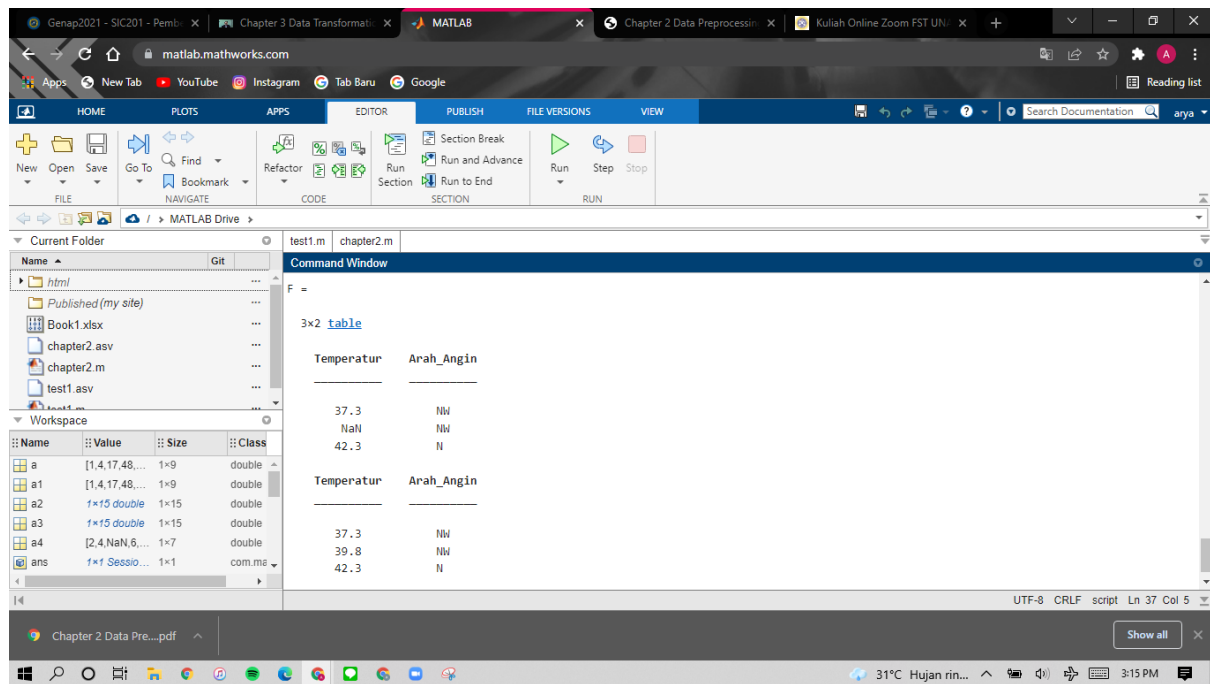 Genap2021 - SIC201 - Pembe
Chapter 3 Data Transformatic
MATLAB
Chapter 2 Data Preprocessin
Kuliah Online Zoom FST UNA
matlab.mathworks.com
A
Apps New Tab YouTube Instagram Tab Baru Google Reading list
HOME PLOTS APPS EDITOR PUBLISH FILE VERSIONS VIEW Search Documentation arya
New Open Save Go To Find Bookmark Refactor Run Section Section Break Run and Advance Run to End Run Step Stop
FILE NAVIGATE CODE SECTION RUN
/ > MATLAB Drive >
Current Folder
Name Git
html
Published (my site)
Book1.xlsx
chapter2.asv
chapter2.m
test1.asv
Workspace
Name Value Size Class
a [1,4,17,48,... 1×9 double
a1 [1,4,17,48,... 1×9 double
a2 1×15 double 1×15 double
a3 1×15 double 1×15 double
a4 [2,4,NaN,6,... 1×7 double
ans 1×1 Sessio... 1×1 com.ma
test1.m chapter2.m
Command Window
F =
3×2 table
Temperatur Arah_Angin
37.3 NW
NaN NW
42.3 N
Temperatur Arah_Angin
37.3 NW
39.8 NW
42.3 N
UTF-8 CRLF script Ln 37 Col 5
Chapter 2 Data Pre....pdf Show all
31°C Hujan rin... 3:15 PM